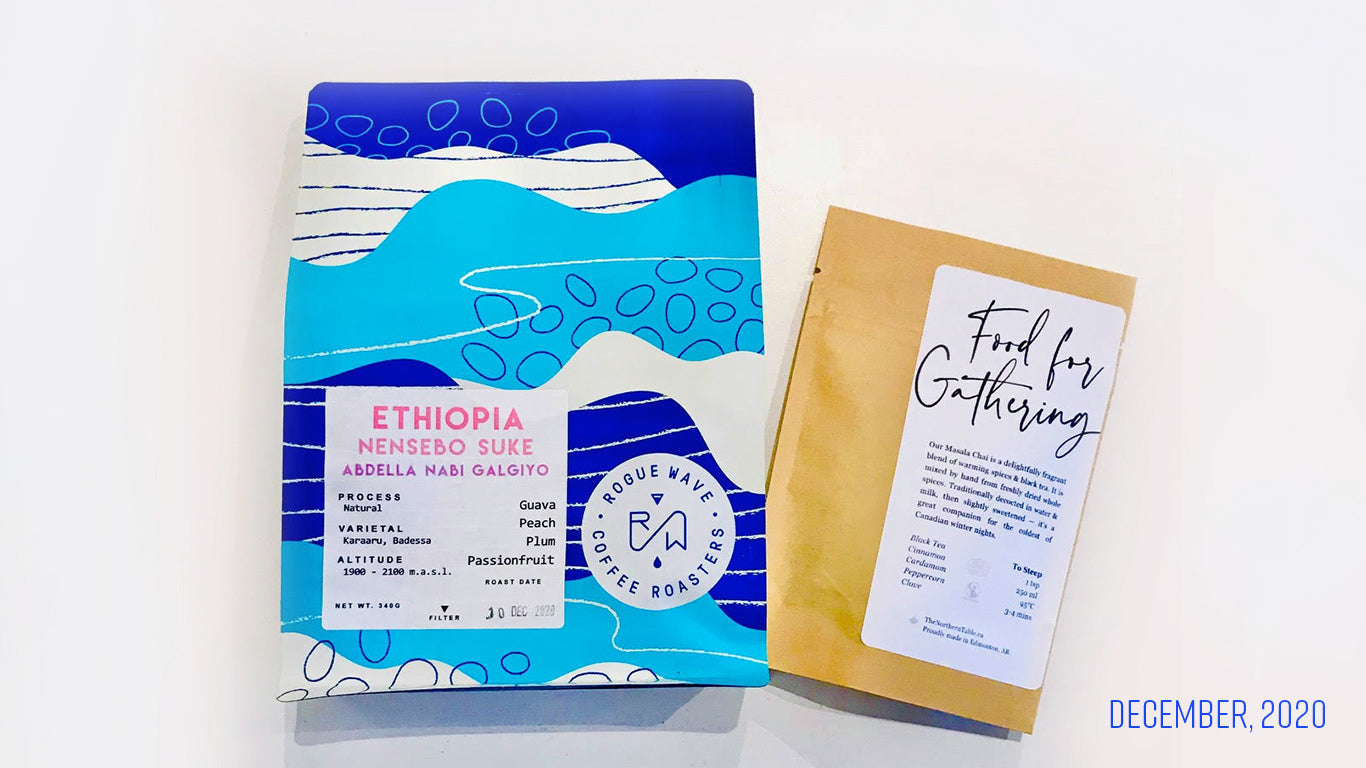 ETHIOPIA
NENSEBO SUKE
ABDELLA NABI GALGIYO
PROCESS
Natural
VARIETAL
Karaaru, Badessa
ALTITUDE
1900 - 2100 m.a.s.l.
Guava
Peach
Plum
Passionfruit
ROAST DATE
10 DEC 2020
NET WT. 340G
FILTER
ROGUE WAVE
COFFEE ROASTERS
RW
Food for
Gathering
Our Masala Chai is a delightfully fragrant
blend of warming spices & black tea. It is
mixed by hand from freshly dried whole
spices. Traditionally decocted in water &
milk, then slightly sweetened – it's a
great companion for the coldest of
Canadian winter nights.
Black Tea
Cinnamon
Cardamom
Peppercorn
Clove
To Steep
1 tsp
250 ml
95°C
3-4 mins
TheNorthernTable.ca
Proudly made in Edmonton, AB.
DECEMBER, 2020